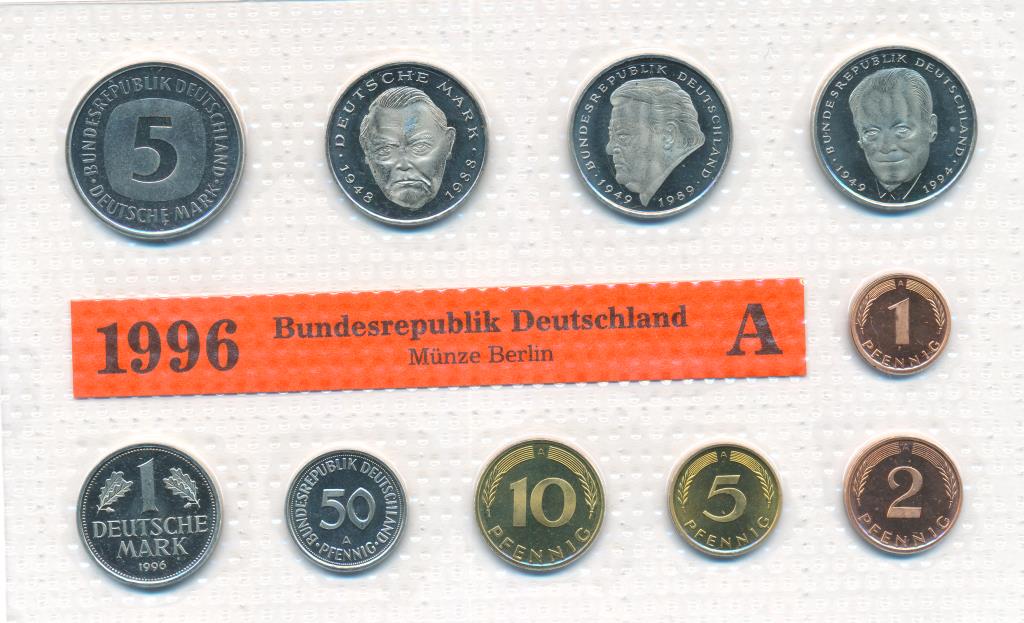 BUNDESREPUBLIK DEUTSCHLAND
5
DEUTSCHE MARK
DEUTSCHE MARK
1948 1988
BUNDESREPUBLIK DEUTSCHLAND
1949 1989
BUNDESREPUBLIK DEUTSCHLAND
1949 1994
1996 Bundesrepublik Deutschland A
Münze Berlin
A
1
PFENNIG
1
DEUTSCHE
MARK
1996
BUNDESREPUBLIK DEUTSCHLAND
50
A
PFENNIG
A
10
PFENNIG
A
5
PFENNIG
A
2
PFENNIG